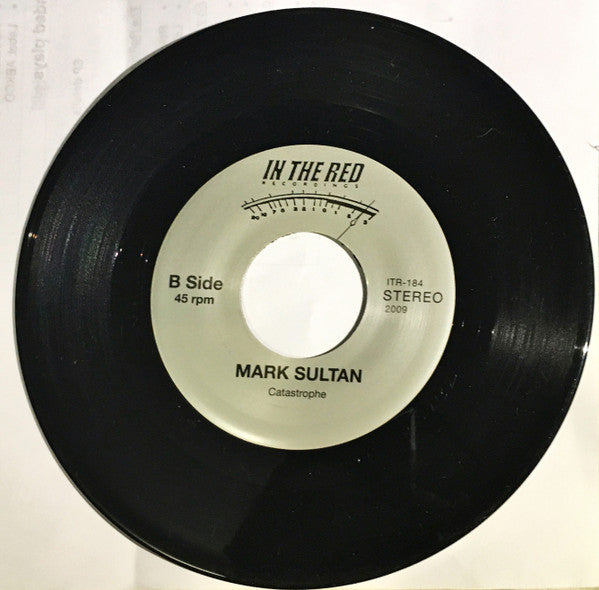 IN THE RED
RECORDINGS
B Side
45 rpm
ITR-184
STEREO
2009
MARK SULTAN
Catastrophe